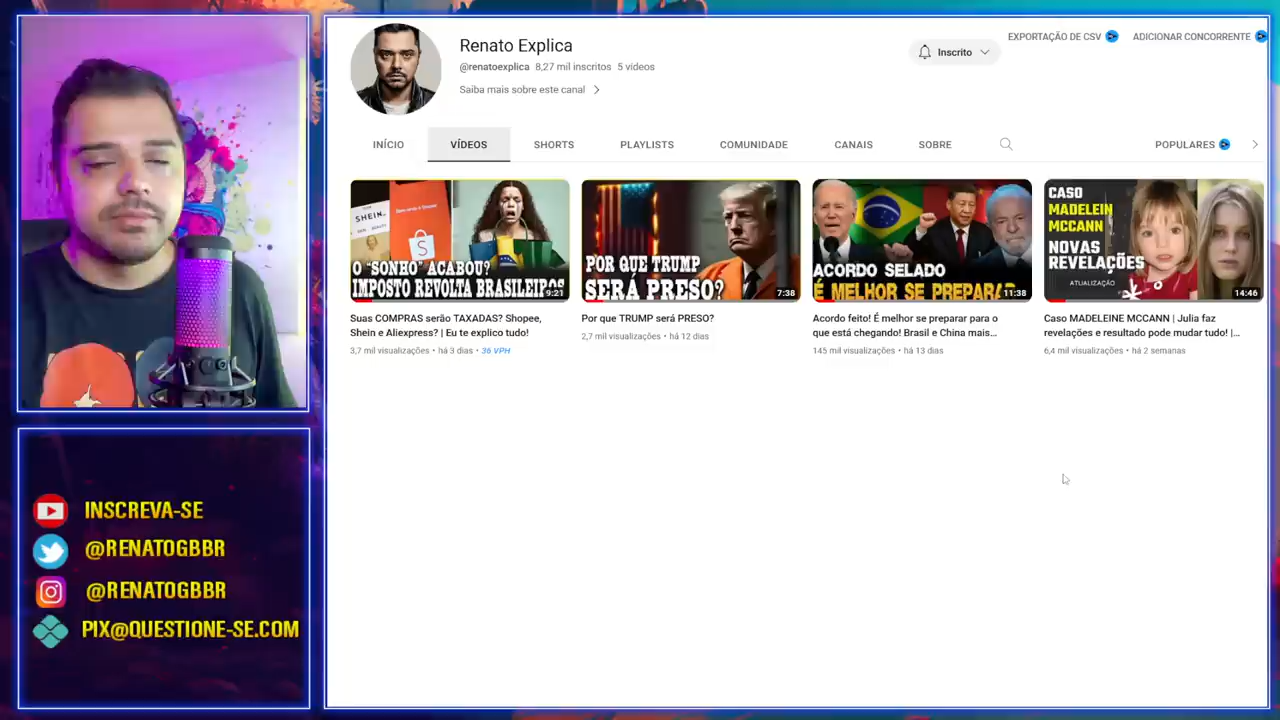 Renato Explica
@renatoexplica 8,27 mil inscritos 5 vídeos
Saiba mais sobre este canal
Inscrito
EXPORTAÇÃO DE CSV
ADICIONAR CONCORRENTE
INÍCIO
VÍDEOS
SHORTS
PLAYLISTS
COMUNIDADE
CANAIS
SOBRE
POPULARES
SHEIN
S
O "SONHO" ACABOU?
IMPOSTO REVOLTA BRASILEIROS
9:21
Suas COMPRAS serão TAXADAS? Shopee,
Shein e Aliexpress? | Eu te explico tudo!
3,7 mil visualizações • há 3 dias • 36 VPH
POR QUE TRUMP
SERÁ PRESO?
7:38
Por que TRUMP será PRESO?
2,7 mil visualizações • há 12 dias
ACORDO SELADO
É MELHOR SE PREPARAR
11:38
Acordo feito! É melhor se preparar para o
que está chegando! Brasil e China mais...
145 mil visualizações • há 13 dias
CASO
MADELEIN
MCCANN
NOVAS
REVELAÇÕES
ATUALIZAÇÃO
14:46
Caso MADELEINE MCCANN | Julia faz
revelações e resultado pode mudar tudo! |...
6,4 mil visualizações • há 2 semanas
INSCREVA-SE
@RENATOGBBR
@RENATOGBBR
PIX@QUESTIONE-SE.COM